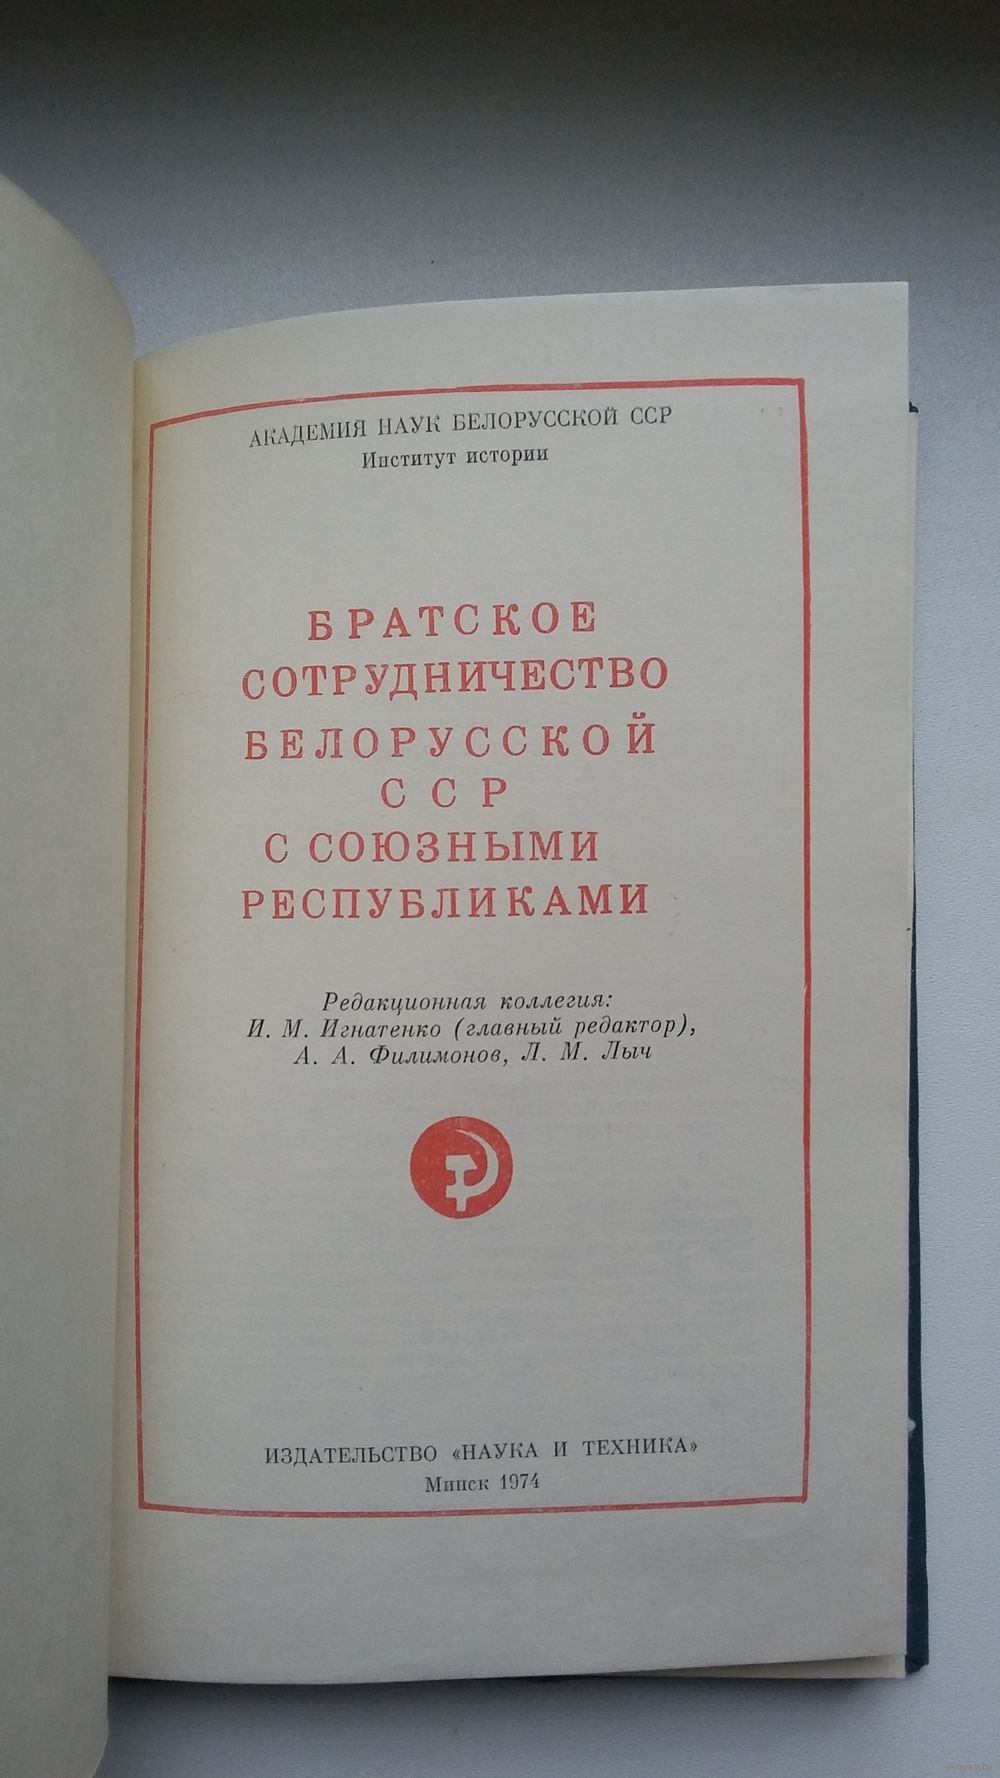 АКАДЕМИЯ НАУК БЕЛОРУССКОЙ ССР
Институт истории
БРАТСКОЕ
СОТРУДНИЧЕСТВО
БЕЛОРУССКОЙ
ССР
С СОЮЗНЫМИ
РЕСПУБЛИКАМИ
Редакционная коллегия:
И. М. Игнатенко (главный редактор),
А. А. Филимонов, Л. М. Лыч
ИЗДАТЕЛЬСТВО «НАУКА И ТЕХНИКА»
Минск 1974